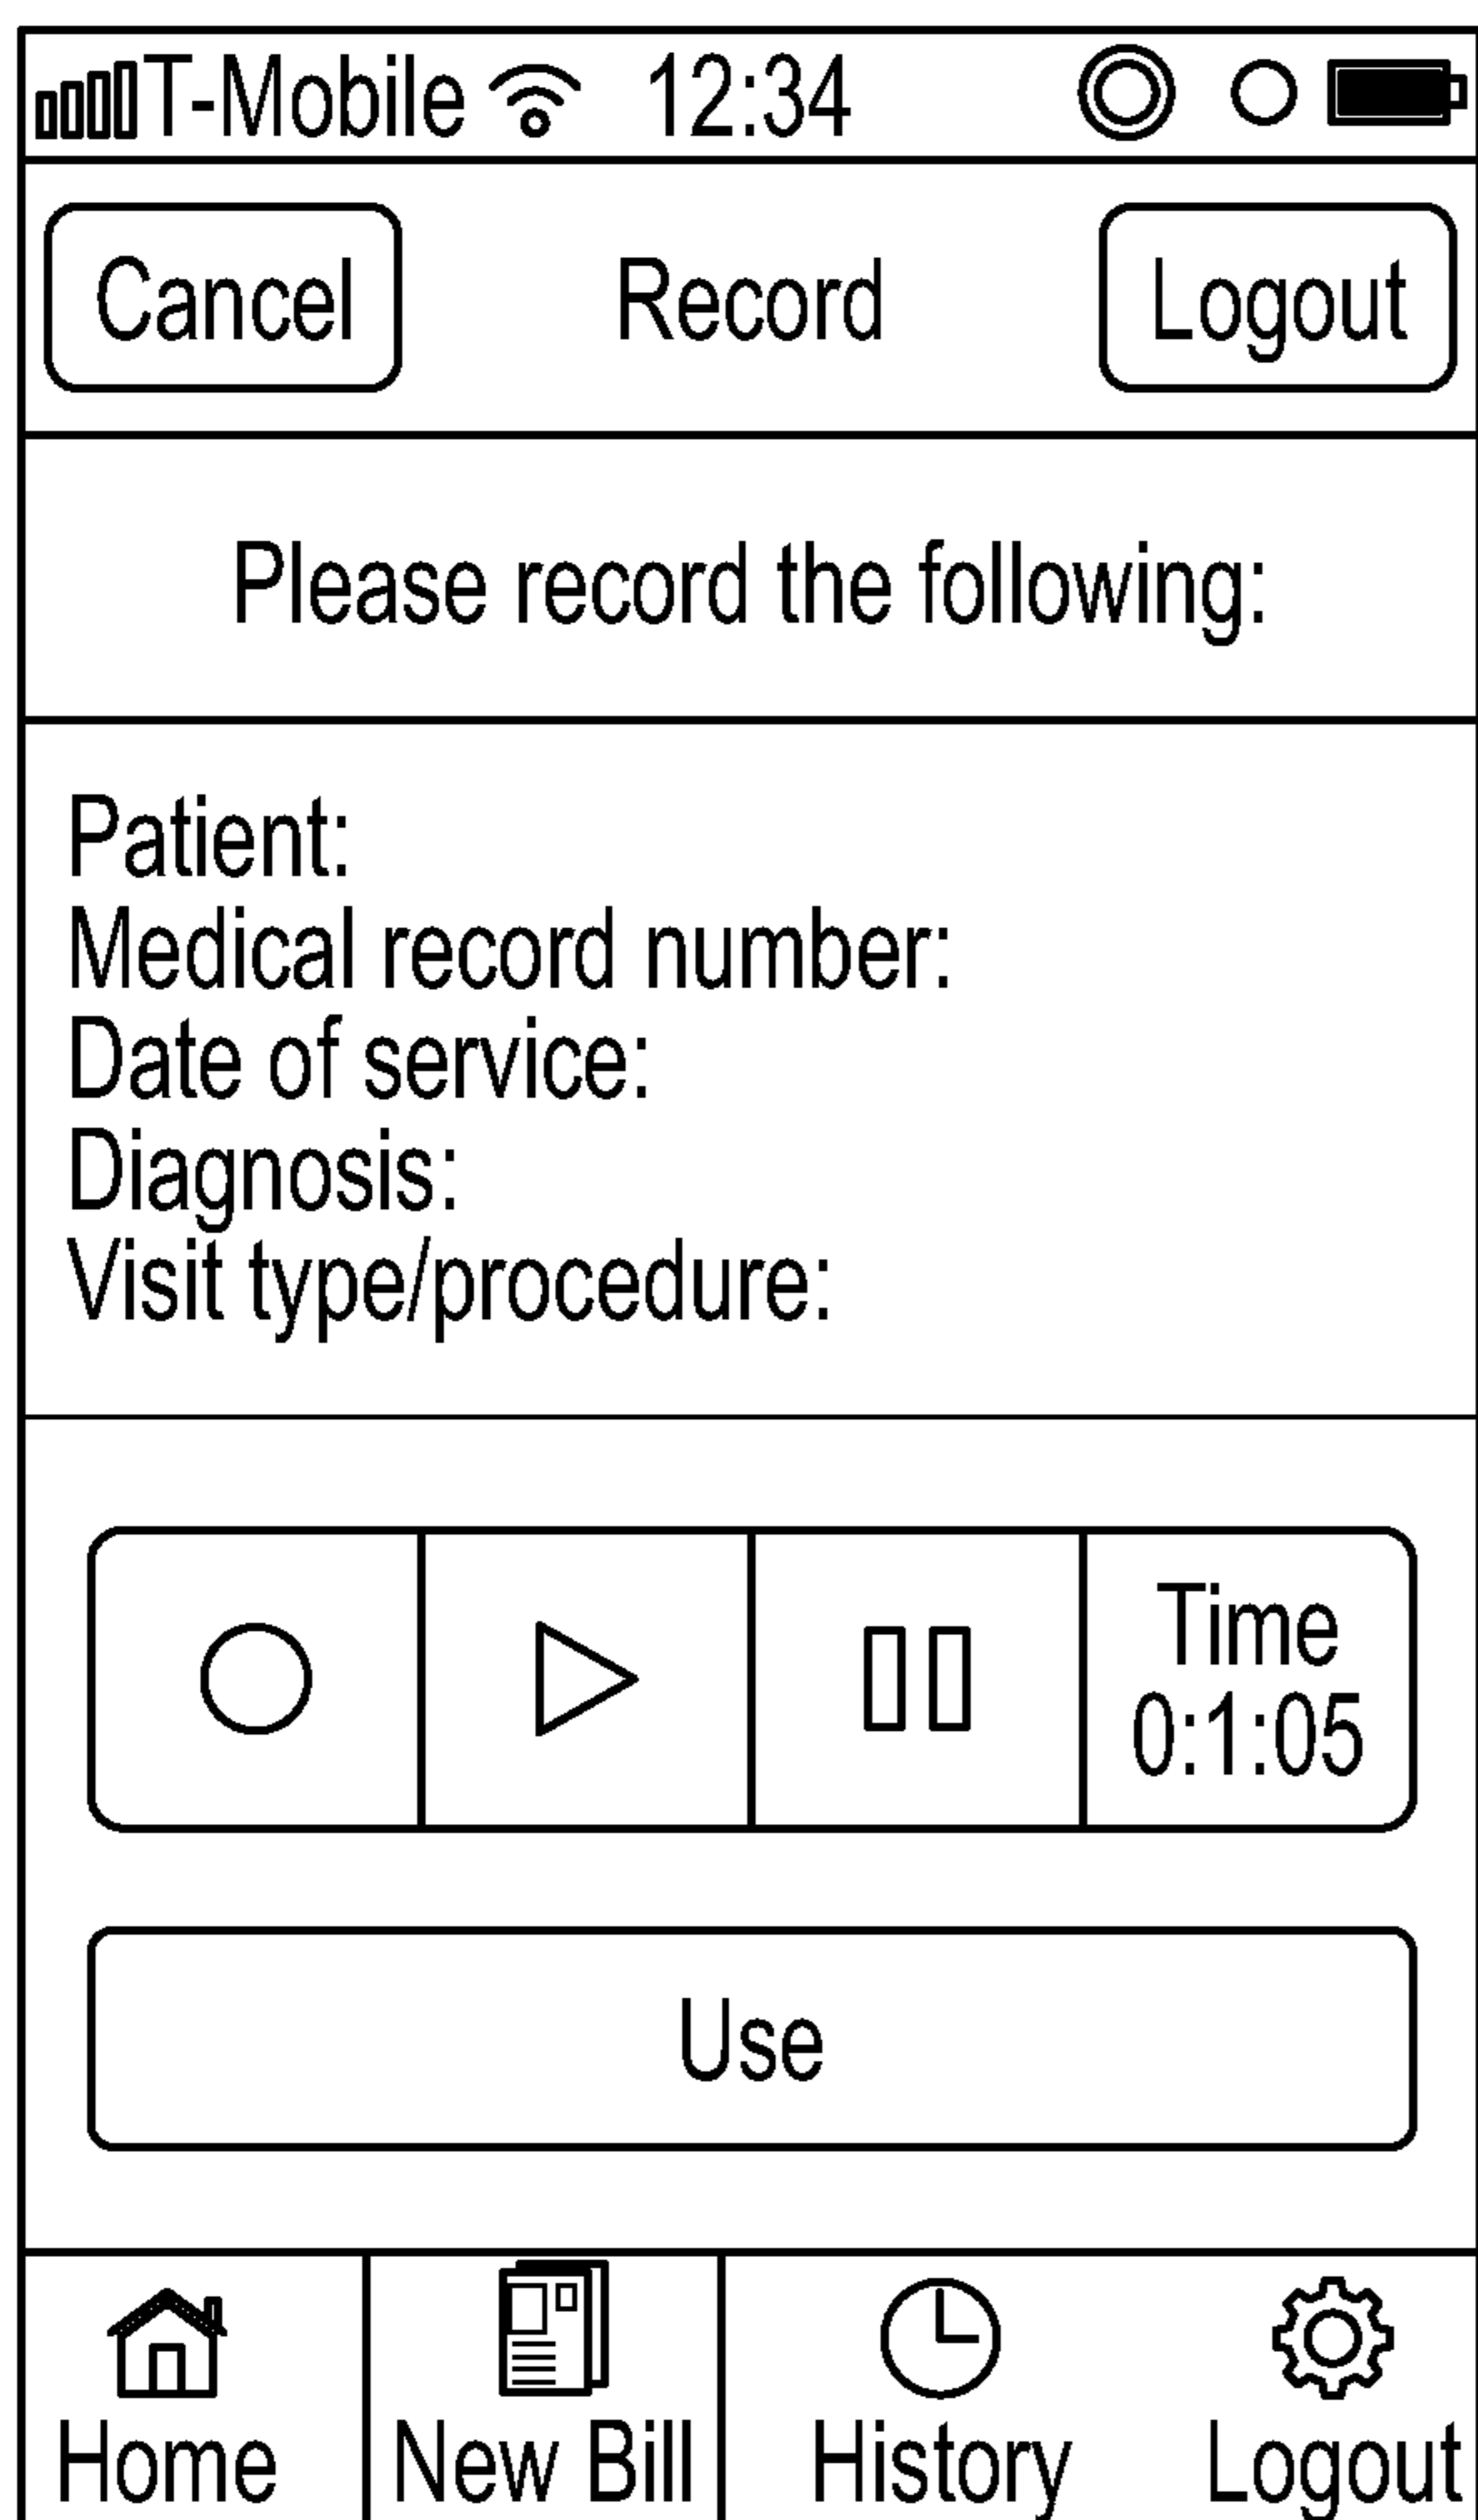 T-Mobile 12:34
Cancel Record Logout
Please record the following:
Patient:
Medical record number:
Date of service:
Diagnosis:
Visit type/procedure:
Time
0:1:05
Use
Home New Bill History Logout